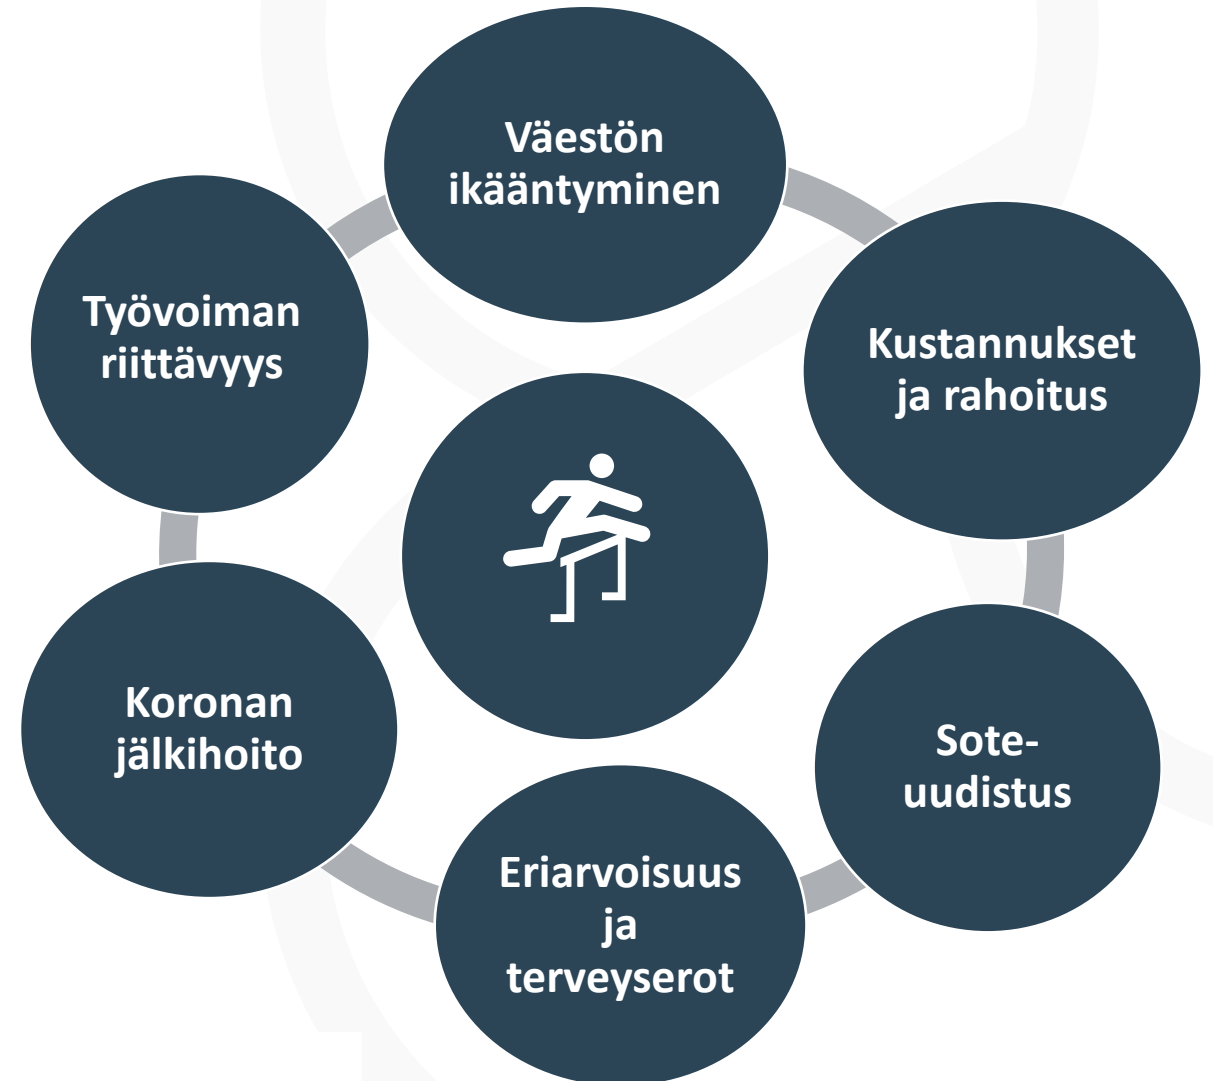 Väestön
ikääntyminen
Kustannukset
ja rahoitus
Sote-
uudistus
Eriarvoisuus
ja
terveyserot
Koronan
jälkihoito
Työvoiman
riittävyys